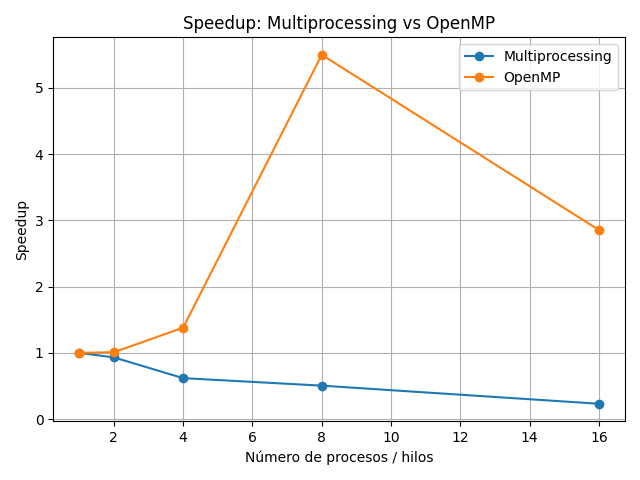 Speedup: Multiprocessing vs OpenMP
Multiprocessing
OpenMP
Speedup
5
4
3
2
1
0
2 4 6 8 10 12 14 16
Número de procesos / hilos